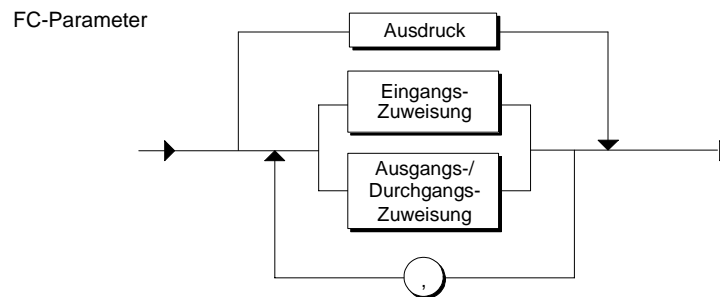 FC-Parameter
Ausdruck
Eingangs-
Zuweisung
Ausgangs-/
Durchgangs-
Zuweisung
,